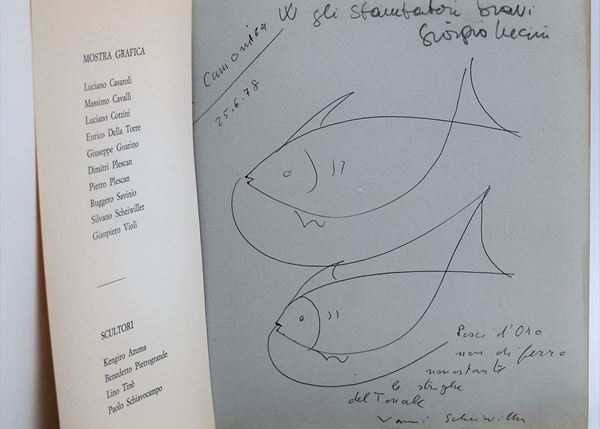 MOSTRA GRAFICA
Luciano Casaroli
Massimo Cavalli
Luciano Cottini
Enrico Della Torre
Giuseppe Guarino
Dimitri Plescan
Pietro Plescan
Ruggero Savinio
Silvano Scheiwiller
Gianpiero Violi
SCULTORI
Kengiro Azuma
Benedetto Pietrogrande
Lino Tinè
Paolo Schiavocampo
W gli stampatori bravi
Giorgio
25.6.78
Pesci d'Oro
non di ferro
nonostante
le streghe
del Tonale
Vanni Scheiwiller